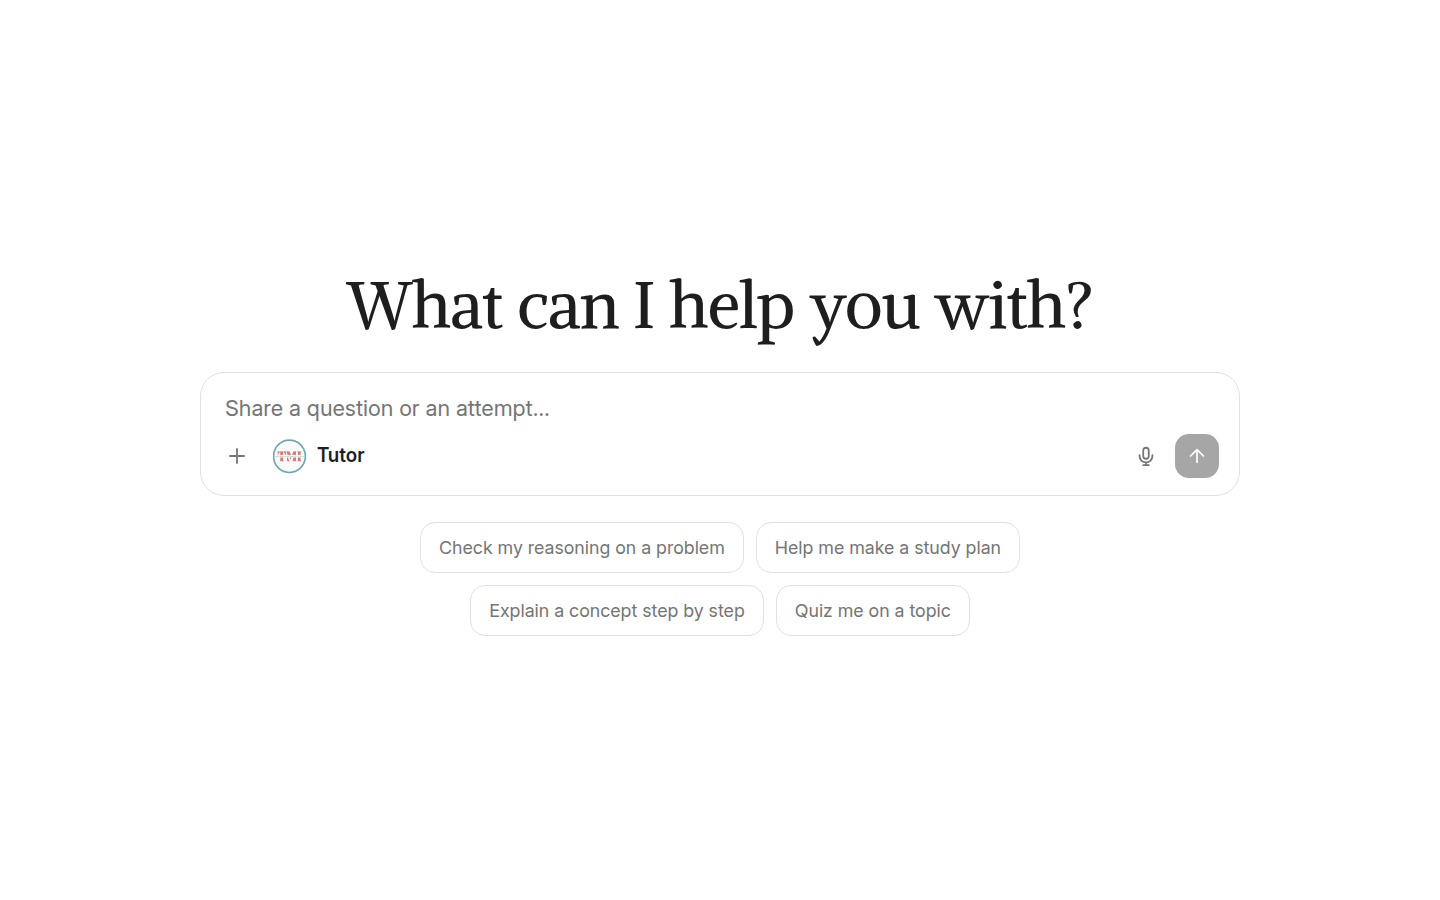 What can I help you with?
Share a question or an attempt...
Tutor
Check my reasoning on a problem
Help me make a study plan
Explain a concept step by step
Quiz me on a topic